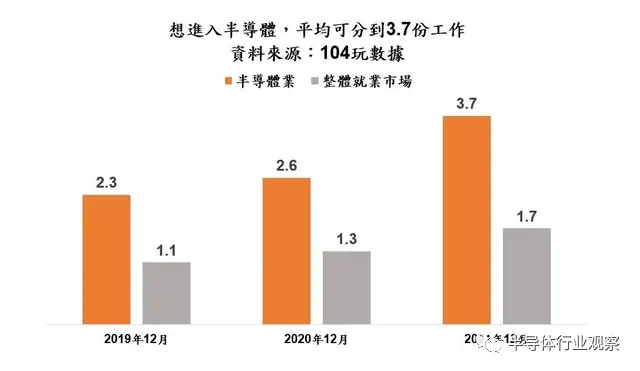 想進入半導體，平均可分到3.7份工作
資料來源：104玩數據
半導體業 整體就業市場
2.3 1.1 2.6 1.3 3.7 1.7
2019年12月 2020年12月
半导体行业观察